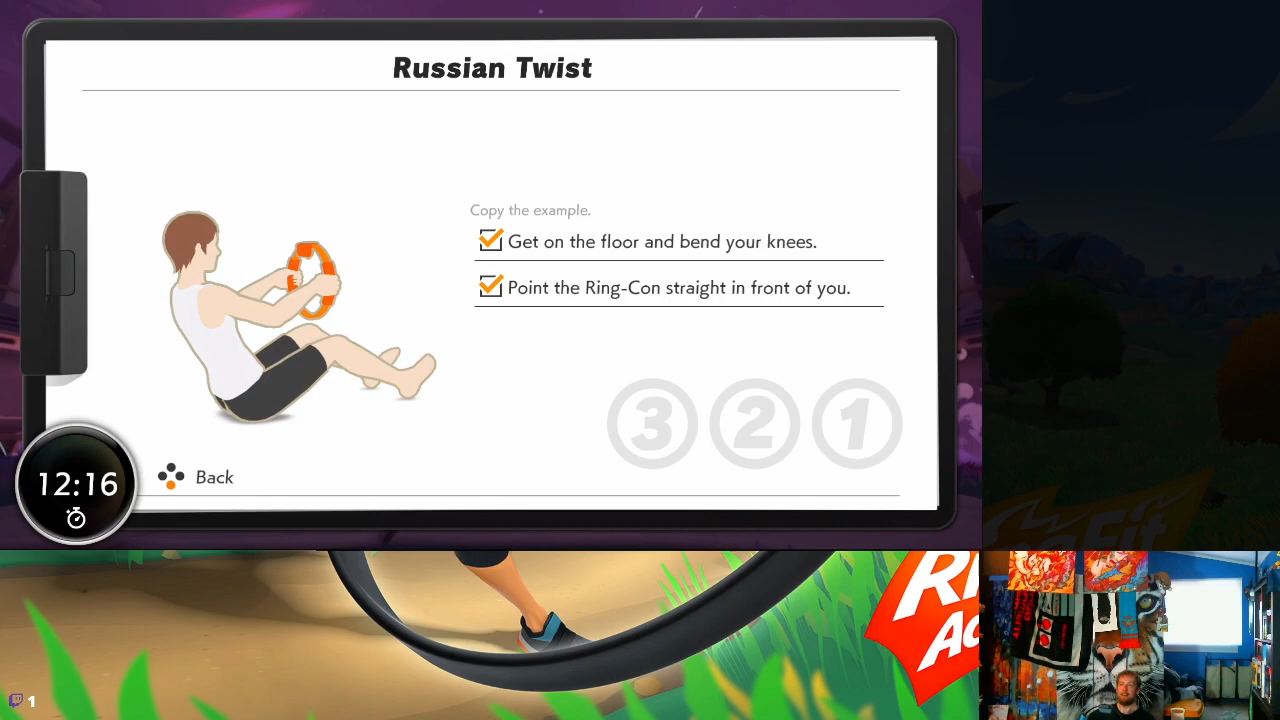 Russian Twist
Copy the example.
Get on the floor and bend your knees.
Point the Ring-Con straight in front of you.
3 2 1
12:16
Back
Fit
1